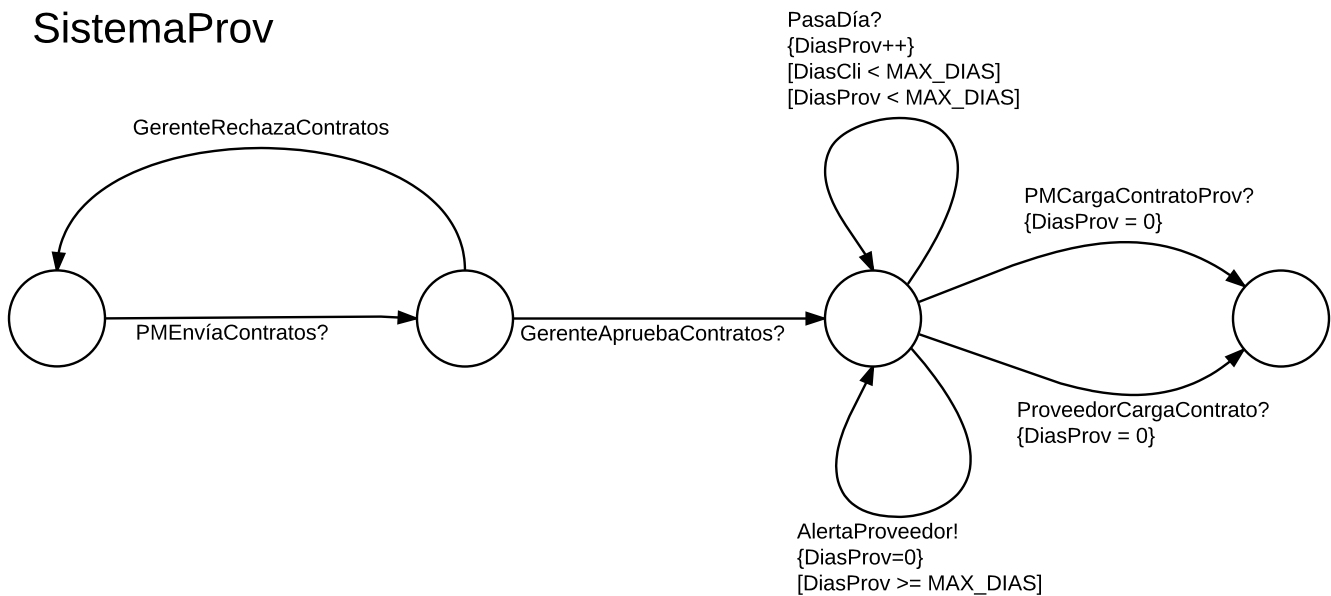 SistemaProv
PasaDía?
{DiasProv++}
[DiasCli < MAX_DIAS]
[DiasProv < MAX_DIAS]
GerenteRechazaContratos
PMCargaContratoProv?
{DiasProv = 0}
PMEnvíaContratos?
GerenteApruebaContratos?
ProveedorCargaContrato?
{DiasProv = 0}
AlertaProveedor!
{DiasProv=0}
[DiasProv >= MAX_DIAS]